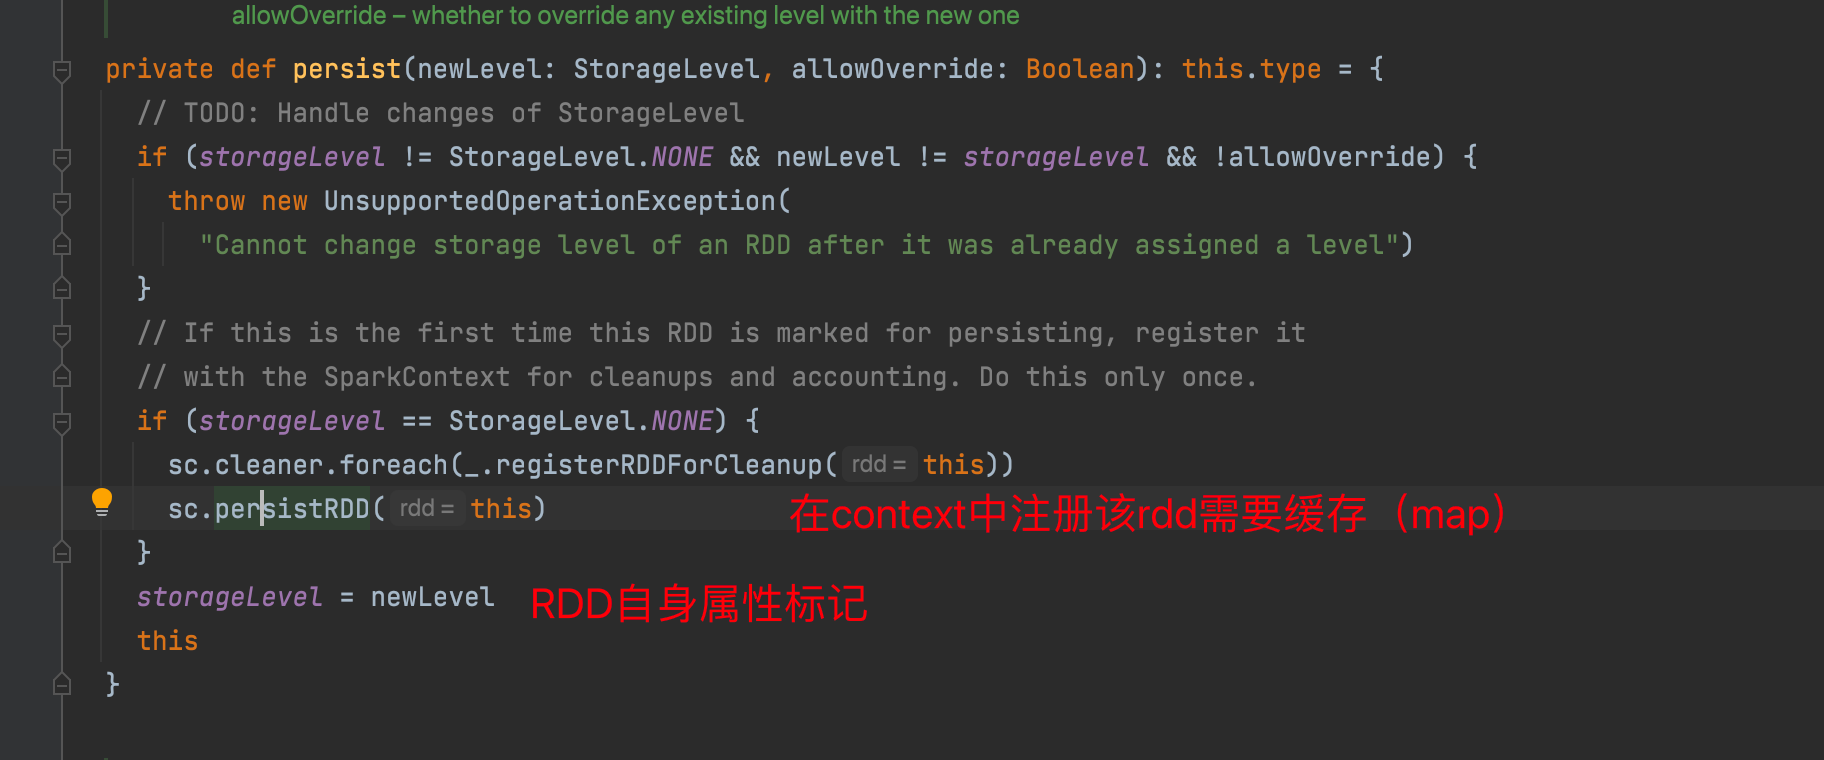 allowOverride – whether to override any existing level with the new one
private def persist(newLevel: StorageLevel, allowOverride: Boolean): this.type = {
// TODO: Handle changes of StorageLevel
if (storageLevel != StorageLevel.NONE && newLevel != storageLevel && !allowOverride) {
throw new UnsupportedOperationException(
"Cannot change storage level of an RDD after it was already assigned a level")
}
// If this is the first time this RDD is marked for persisting, register it
// with the SparkContext for cleanups and accounting. Do this only once.
if (storageLevel == StorageLevel.NONE) {
sc.cleaner.foreach(_.registerRDDForCleanup( rdd = this))
sc.persistRDD( rdd = this) 在context中注册该rdd需要缓存（map）
}
storageLevel = newLevel RDD自身属性标记
this
}